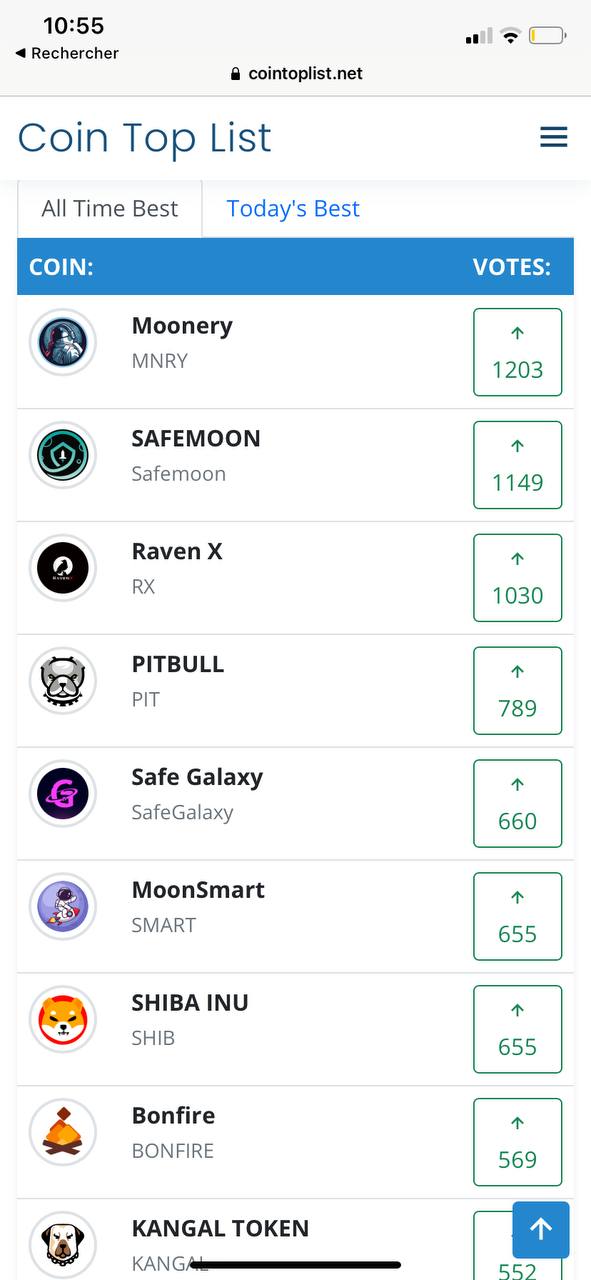 10:55
◀ Rechercher
cointoplist.net
Coin Top List
All Time Best Today's Best
COIN: VOTES:
Moonery
MNRY
1203
SAFEMOON
Safemoon
1149
Raven X
RX
1030
PITBULL
PIT
789
Safe Galaxy
SafeGalaxy
660
MoonSmart
SMART
655
SHIBA INU
SHIB
655
Bonfire
BONFIRE
569
KANGAL TOKEN
KANGAL
552